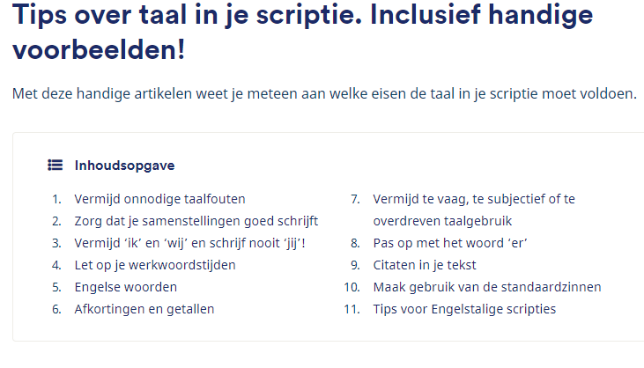 Tips over taal in je scriptie. Inclusief handige
voorbeelden!
Met deze handige artikelen weet je meteen aan welke eisen de taal in je scriptie moet voldoen.
Inhoudsopgave
1. Vermijd onnodige taalfouten
2. Zorg dat je samenstellingen goed schrijft
3. Vermijd ‘ik’ en ‘wij’ en schrijf nooit ‘jij’!
4. Let op je werkwoordstijden
5. Engelse woorden
6. Afkortingen en getallen
7. Vermijd te vaag, te subjectief of te
overdreven taalgebruik
8. Pas op met het woord ‘er’
9. Citaten in je tekst
10. Maak gebruik van de standaardzinnen
11. Tips voor Engelstalige scripties